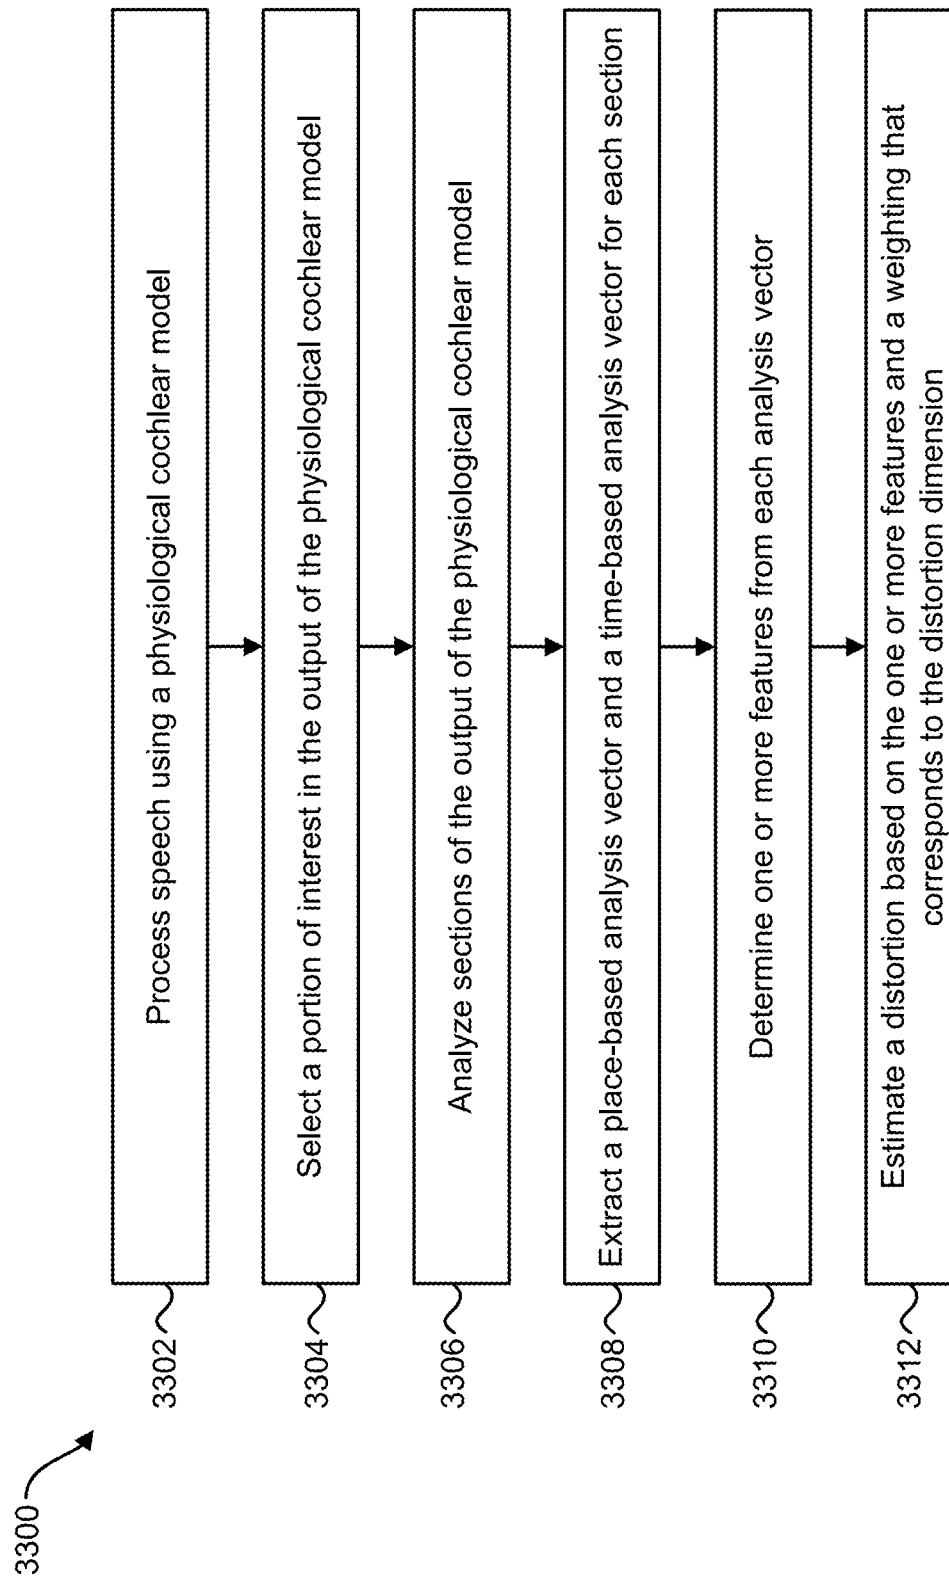 3300
3302
Process speech using a physiological cochlear model
3304
Select a portion of interest in the output of the physiological cochlear model
3306
Analyze sections of the output of the physiological cochlear model
3308
Extract a place-based analysis vector and a time-based analysis vector for each section
3310
Determine one or more features from each analysis vector
3312
Estimate a distortion based on the one or more features and a weighting that
corresponds to the distortion dimension